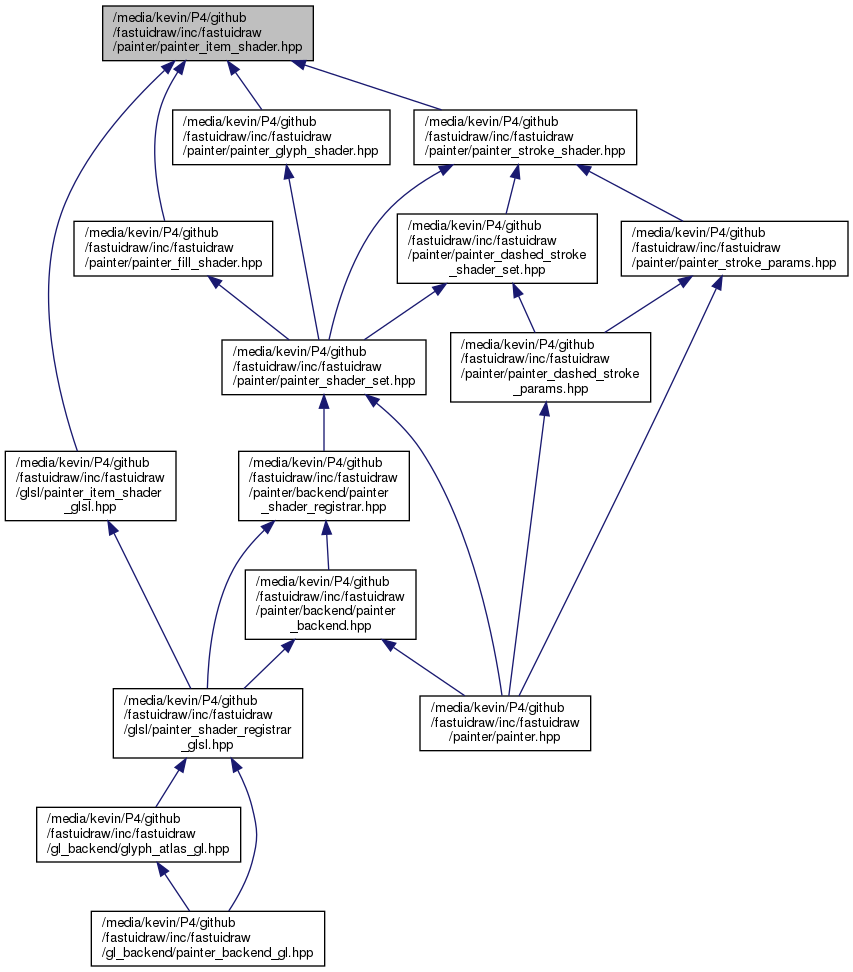 /media/kevin/P4/github
/fastuidraw/inc/fastuidraw
/painter/painter_item_shader.hpp
/media/kevin/P4/github
/fastuidraw/inc/fastuidraw
/painter/painter_glyph_shader.hpp
/media/kevin/P4/github
/fastuidraw/inc/fastuidraw
/painter/painter_stroke_shader.hpp
/media/kevin/P4/github
/fastuidraw/inc/fastuidraw
/painter/painter_fill_shader.hpp
/media/kevin/P4/github
/fastuidraw/inc/fastuidraw
/painter/painter_dashed_stroke
_shader_set.hpp
/media/kevin/P4/github
/fastuidraw/inc/fastuidraw
/painter/painter_stroke_params.hpp
/media/kevin/P4/github
/fastuidraw/inc/fastuidraw
/painter/painter_shader_set.hpp
/media/kevin/P4/github
/fastuidraw/inc/fastuidraw
/painter/painter_dashed_stroke
_params.hpp
/media/kevin/P4/github
/fastuidraw/inc/fastuidraw
/glsl/painter_item_shader
_glsl.hpp
/media/kevin/P4/github
/fastuidraw/inc/fastuidraw
/painter/backend/painter
_shader_registrar.hpp
/media/kevin/P4/github
/fastuidraw/inc/fastuidraw
/painter/backend/painter
_backend.hpp
/media/kevin/P4/github
/fastuidraw/inc/fastuidraw
/glsl/painter_shader_registrar
_glsl.hpp
/media/kevin/P4/github
/fastuidraw/inc/fastuidraw
/painter/painter.hpp
/media/kevin/P4/github
/fastuidraw/inc/fastuidraw
/gl_backend/glyph_atlas_gl.hpp
/media/kevin/P4/github
/fastuidraw/inc/fastuidraw
/gl_backend/painter_backend_gl.hpp